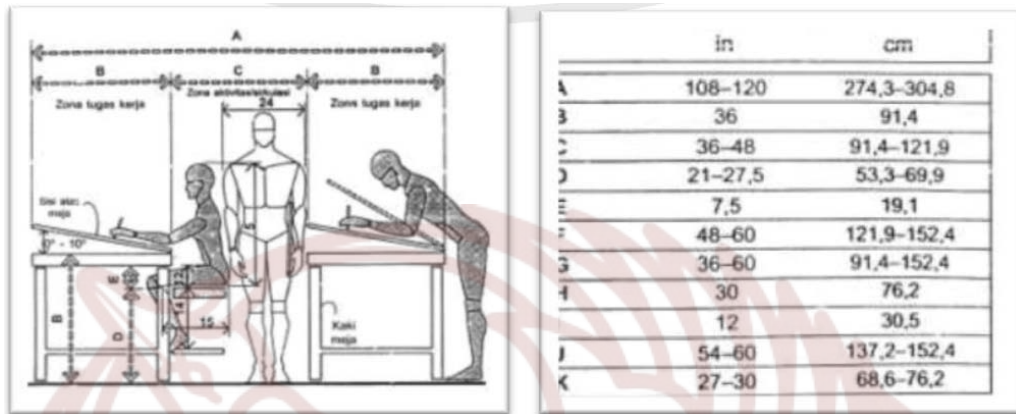 A
B C B
Zona tugas kerja Zona aktivitas/sirkulasi Zona tugas kerja
24
Sisi atas
meja
0° - 10°
E
B
D
14
15
Kaki
meja
in cm
A 108–120 274,3–304,8
B 36 91,4
C 36–48 91,4–121,9
D 21–27,5 53,3–69,9
E 7,5 19,1
F 48–60 121,9–152,4
G 36–60 91,4–152,4
H 30 76,2
12 30,5
J 54–60 137,2–152,4
K 27–30 68,6–76,2